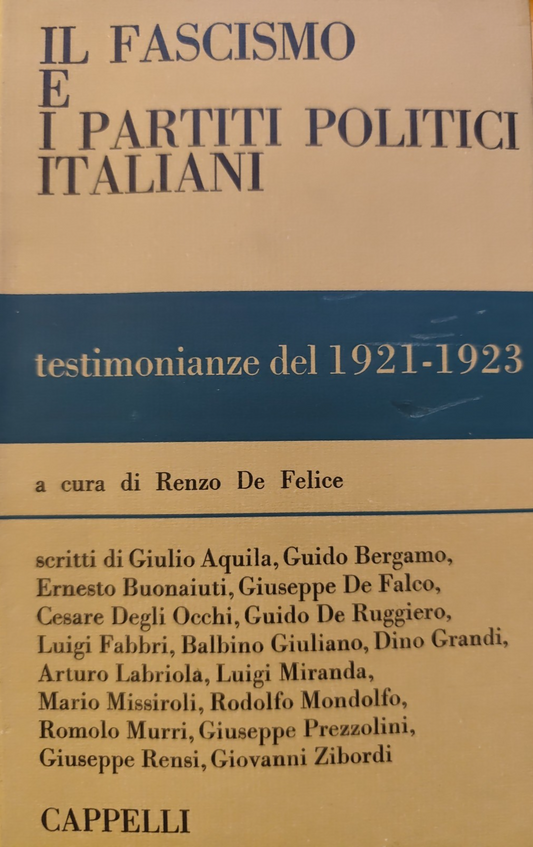 IL FASCISMO
E
I PARTITI POLITICI
ITALIANI
testimonianze del 1921-1923
a cura di Renzo De Felice
scritti di Giulio Aquila, Guido Bergamo,
Ernesto Buonaiuti, Giuseppe De Falco,
Cesare Degli Occhi, Guido De Ruggiero,
Luigi Fabbri, Balbino Giuliano, Dino Grandi,
Arturo Labriola, Luigi Miranda,
Mario Missiroli, Rodolfo Mondolfo,
Romolo Murri, Giuseppe Prezzolini,
Giuseppe Rensi, Giovanni Zibordi
CAPPELLI